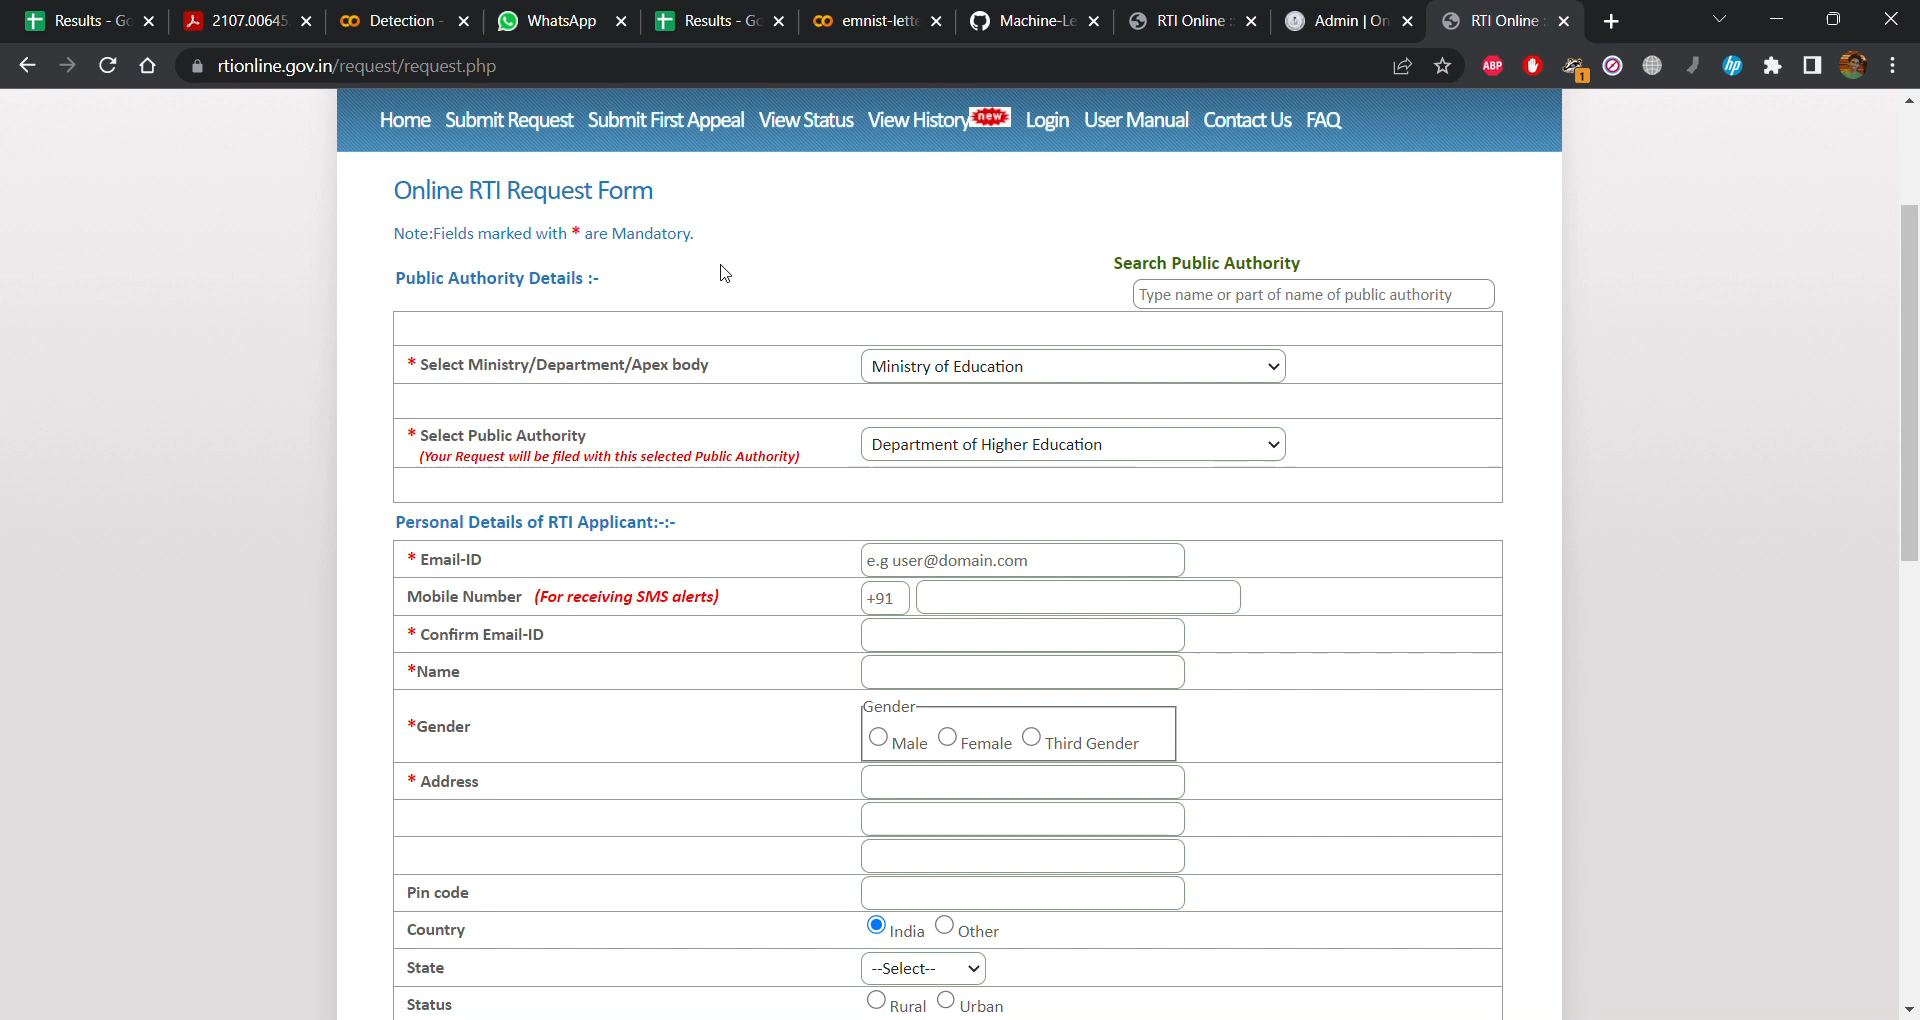 Results - Go
2107.00645
Detection -
WhatsApp
Results - Go
emnist-lette
Machine-Le
RTI Online :
Admin | On
RTI Online :
rtionline.gov.in/request/request.php
ABP
1
hp
Home Submit Request Submit First Appeal View Status View History new Login User Manual Contact Us FAQ
Online RTI Request Form
Note:Fields marked with * are Mandatory.
Search Public Authority
Public Authority Details :-
Type name or part of name of public authority
* Select Ministry/Department/Apex body
Ministry of Education
* Select Public Authority
(Your Request will be filed with this selected Public Authority)
Department of Higher Education
Personal Details of RTI Applicant:-:-
* Email-ID
e.g user@domain.com
Mobile Number (For receiving SMS alerts)
+91
* Confirm Email-ID
*Name
Gender
*Gender
Male Female Third Gender
* Address
Pin code
Country
India Other
State
--Select--
Status
Rural Urban